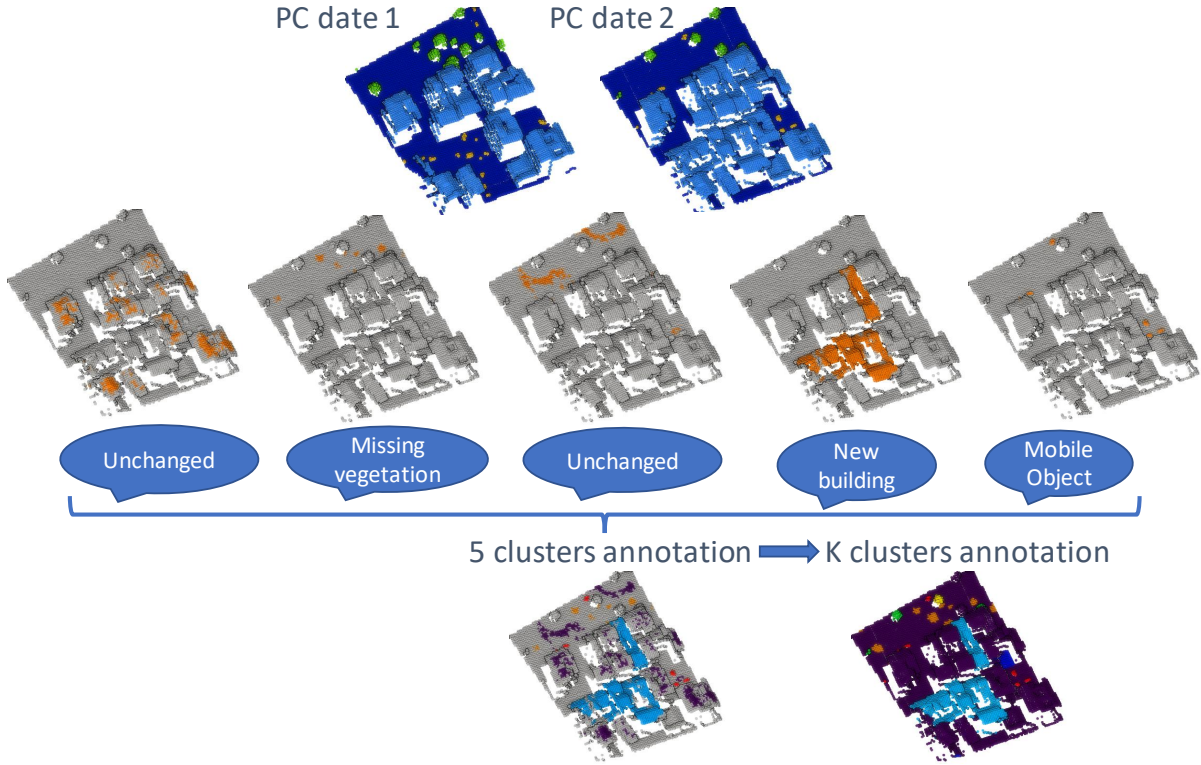 PC date 1
PC date 2
Unchanged
Missing
vegetation
Unchanged
New
building
Mobile
Object
5 clusters annotation
K clusters annotation